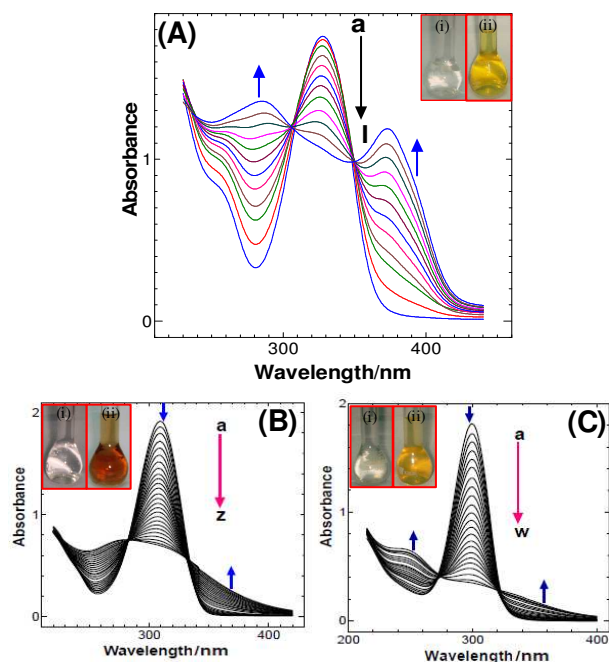 (A)
a
l
(i) (ii)
Absorbance
1
0
300 400
Wavelength/nm
(B)
(i) (ii)
a
z
Absorbance
2
1
0
300 400
Wavelength/nm
(C)
(i) (ii)
a
w
Absorbance
2
1
0
200 300 400
Wavelength/nm